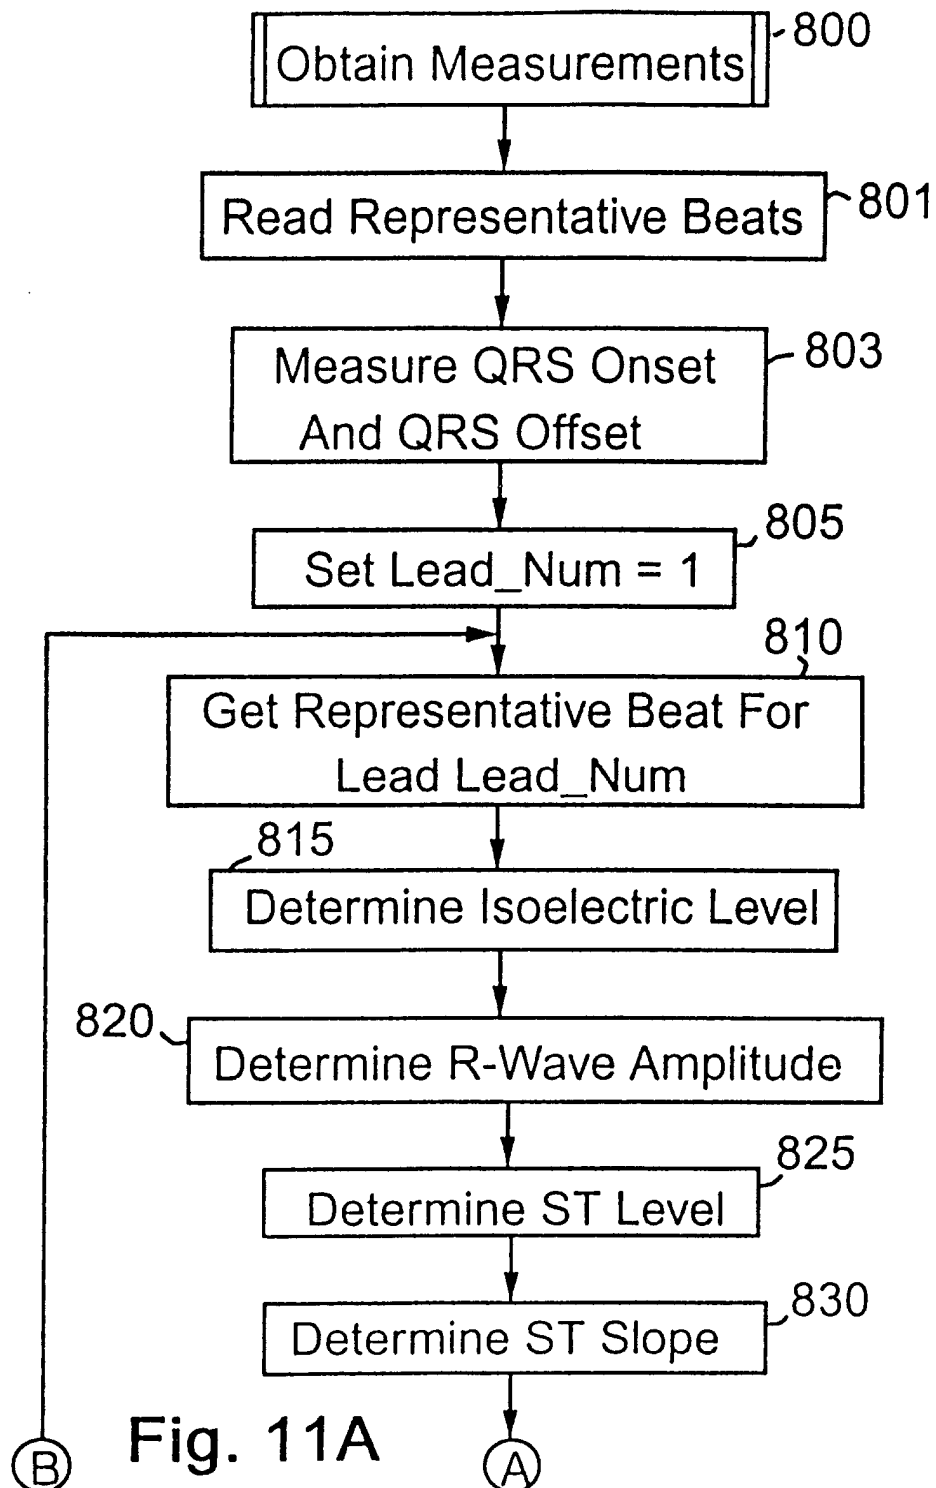 800
Obtain Measurements
801
Read Representative Beats
803
Measure QRS Onset
And QRS Offset
805
Set Lead_Num = 1
810
Get Representative Beat For
Lead Lead_Num
815
Determine Isoelectric Level
820
Determine R-Wave Amplitude
825
Determine ST Level
830
Determine ST Slope
B
Fig. 11A
A